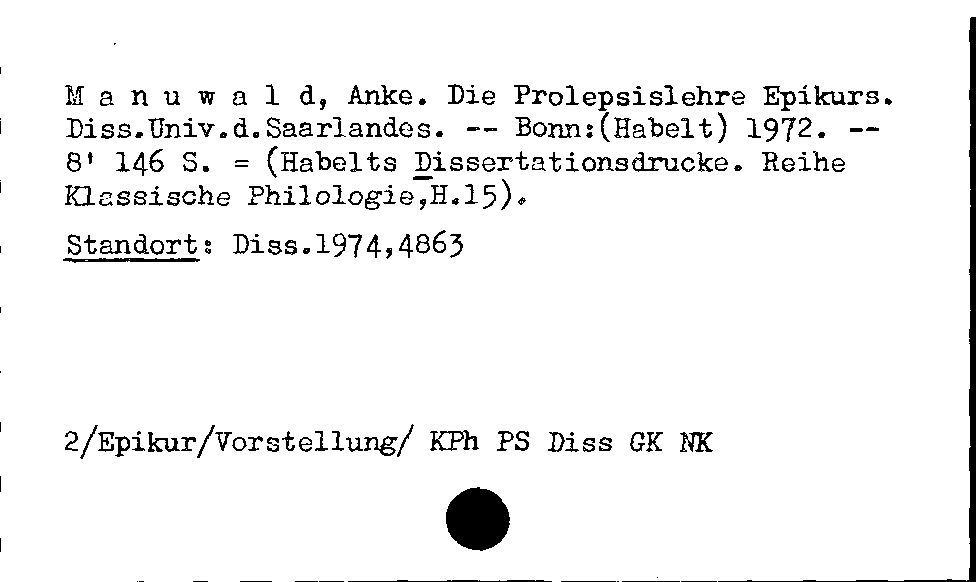 M a n u w a l d, Anke. Die Prolepsislehre Epikurs.
Diss.Univ.d.Saarlandes. -- Bonn:(Habelt) 1972. --
8' 146 S. = (Habelts Dissertationsdrucke. Reihe
Klassische Philologie,H.15).
Standort: Diss.1974,4863
2/Epikur/Vorstellung/ KPh PS Diss GK NK